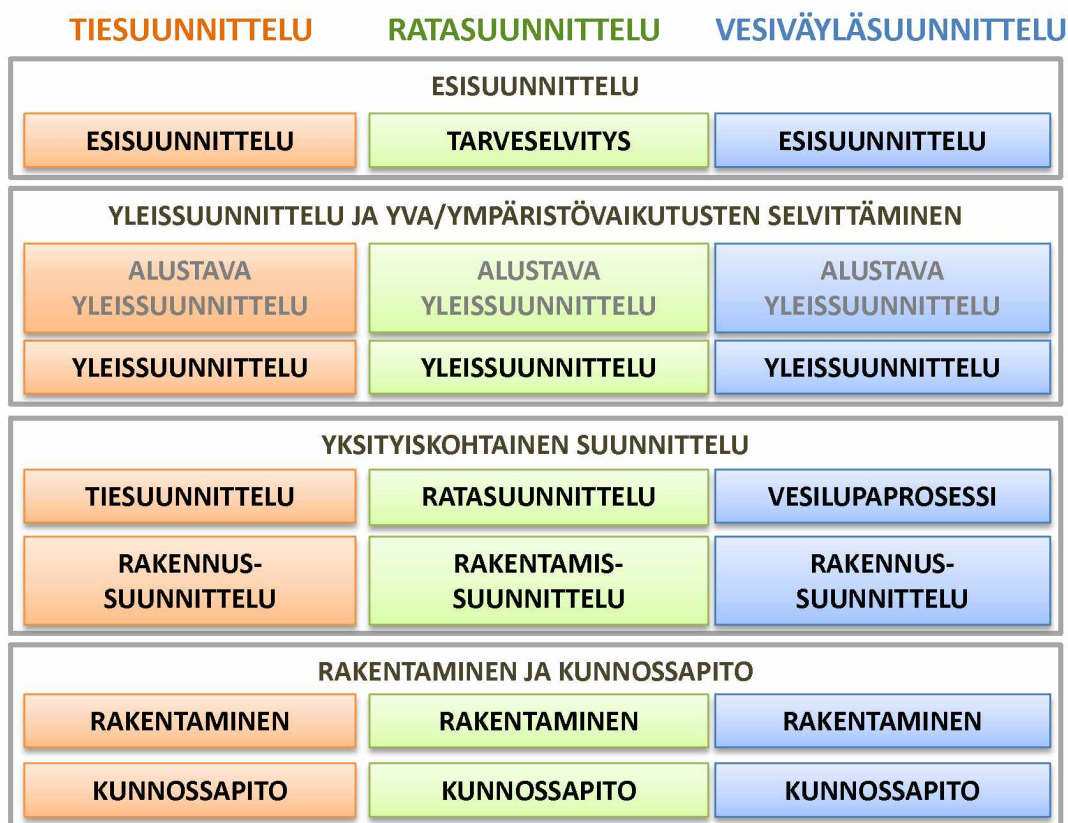 TIESUUNNITTELU RATASUUNNITTELU VESIVÄYLÄSUUNNITTELU
ESISUUNNITTELU
ESISUUNNITTELU TARVESELVITYS ESISUUNNITTELU
YLEISSUUNNITTELU JA YVA/YMPÄRISTÖVAIKUTUSTEN SELVITTÄMINEN
ALUSTAVA ALUSTAVA ALUSTAVA
YLEISSUUNNITTELU YLEISSUUNNITTELU YLEISSUUNNITTELU
YLEISSUUNNITTELU YLEISSUUNNITTELU YLEISSUUNNITTELU
YKSITYISKOHTAINEN SUUNNITTELU
TIESUUNNITTELU RATASUUNNITTELU VESILUPAPROSESSI
RAKENNUS- RAKENTAMIS- RAKENNUS-
SUUNNITTELU SUUNNITTELU SUUNNITTELU
RAKENTAMINEN JA KUNNOSSAPITO
RAKENTAMINEN RAKENTAMINEN RAKENTAMINEN
KUNNOSSAPITO KUNNOSSAPITO KUNNOSSAPITO